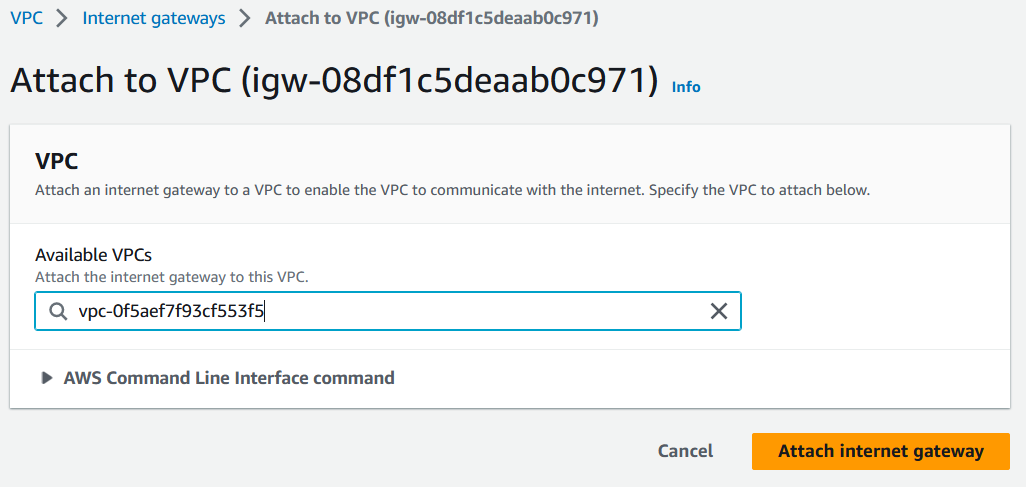 VPC > Internet gateways > Attach to VPC (igw-08df1c5deaab0c971)
Attach to VPC (igw-08df1c5deaab0c971) Info
VPC
Attach an internet gateway to a VPC to enable the VPC to communicate with the internet. Specify the VPC to attach below.
Available VPCs
Attach the internet gateway to this VPC.
vpc-0f5aef7f93cf553f5
AWS Command Line Interface command
Cancel Attach internet gateway